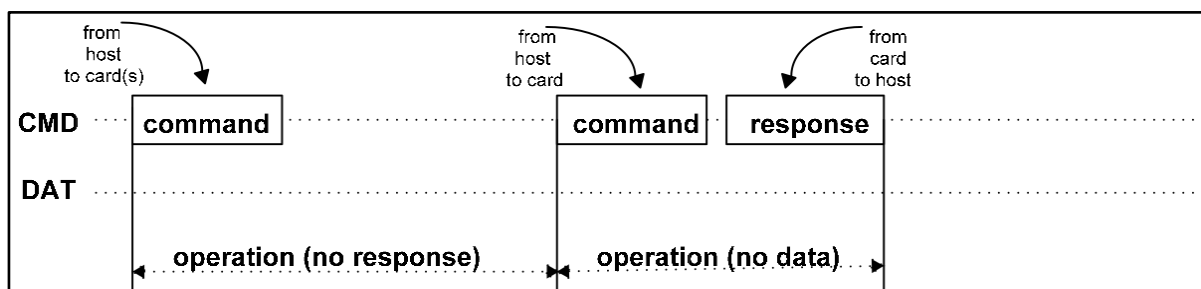 from
host
to card(s)
from
host
to card
from
card
to host
CMD
command
command
response
DAT
operation (no response)
operation (no data)